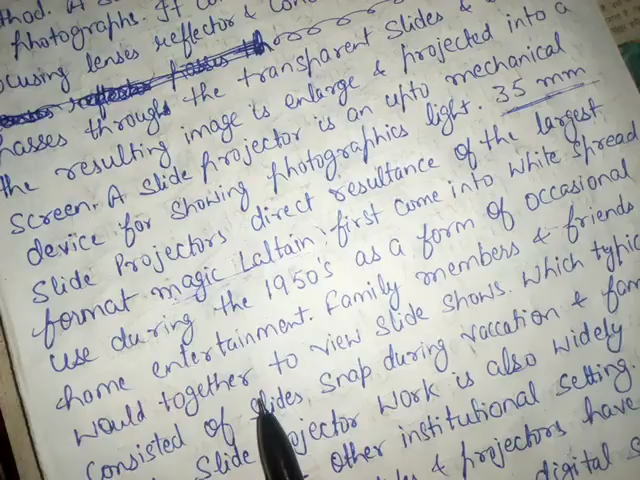 thod. A
photographs. It
ocusing lenses reflector & con
passes through the transparent slides &
the resulting image is enlarge & projected into a
Screen. A slide projector is an upto mechanical
device for showing photographics light. 35 mm
Slide Projectors direct resultance of the largest
format magic Laltain; first come into white spread
use during the 1950's as a form of occasional
home entertainment. Family members & friends
would together to view slide shows. Which typic
Consisted of slides, snap during vaccation & fam
Slide ojector work is also widely
other institutional setting.
& projectors have
digital s